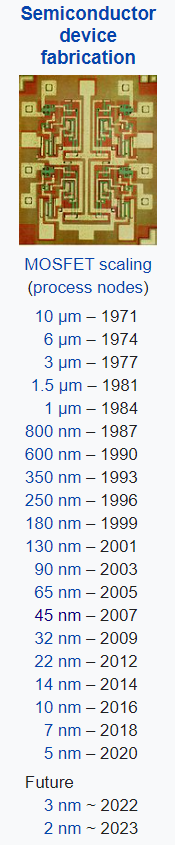 Semiconductor
device
fabrication
MOSFET scaling
(process nodes)
10 μm – 1971
6 μm – 1974
3 μm – 1977
1.5 μm – 1981
1 μm – 1984
800 nm – 1987
600 nm – 1990
350 nm – 1993
250 nm – 1996
180 nm – 1999
130 nm – 2001
90 nm – 2003
65 nm – 2005
45 nm – 2007
32 nm – 2009
22 nm – 2012
14 nm – 2014
10 nm – 2016
7 nm – 2018
5 nm – 2020
Future
3 nm ~ 2022
2 nm ~ 2023